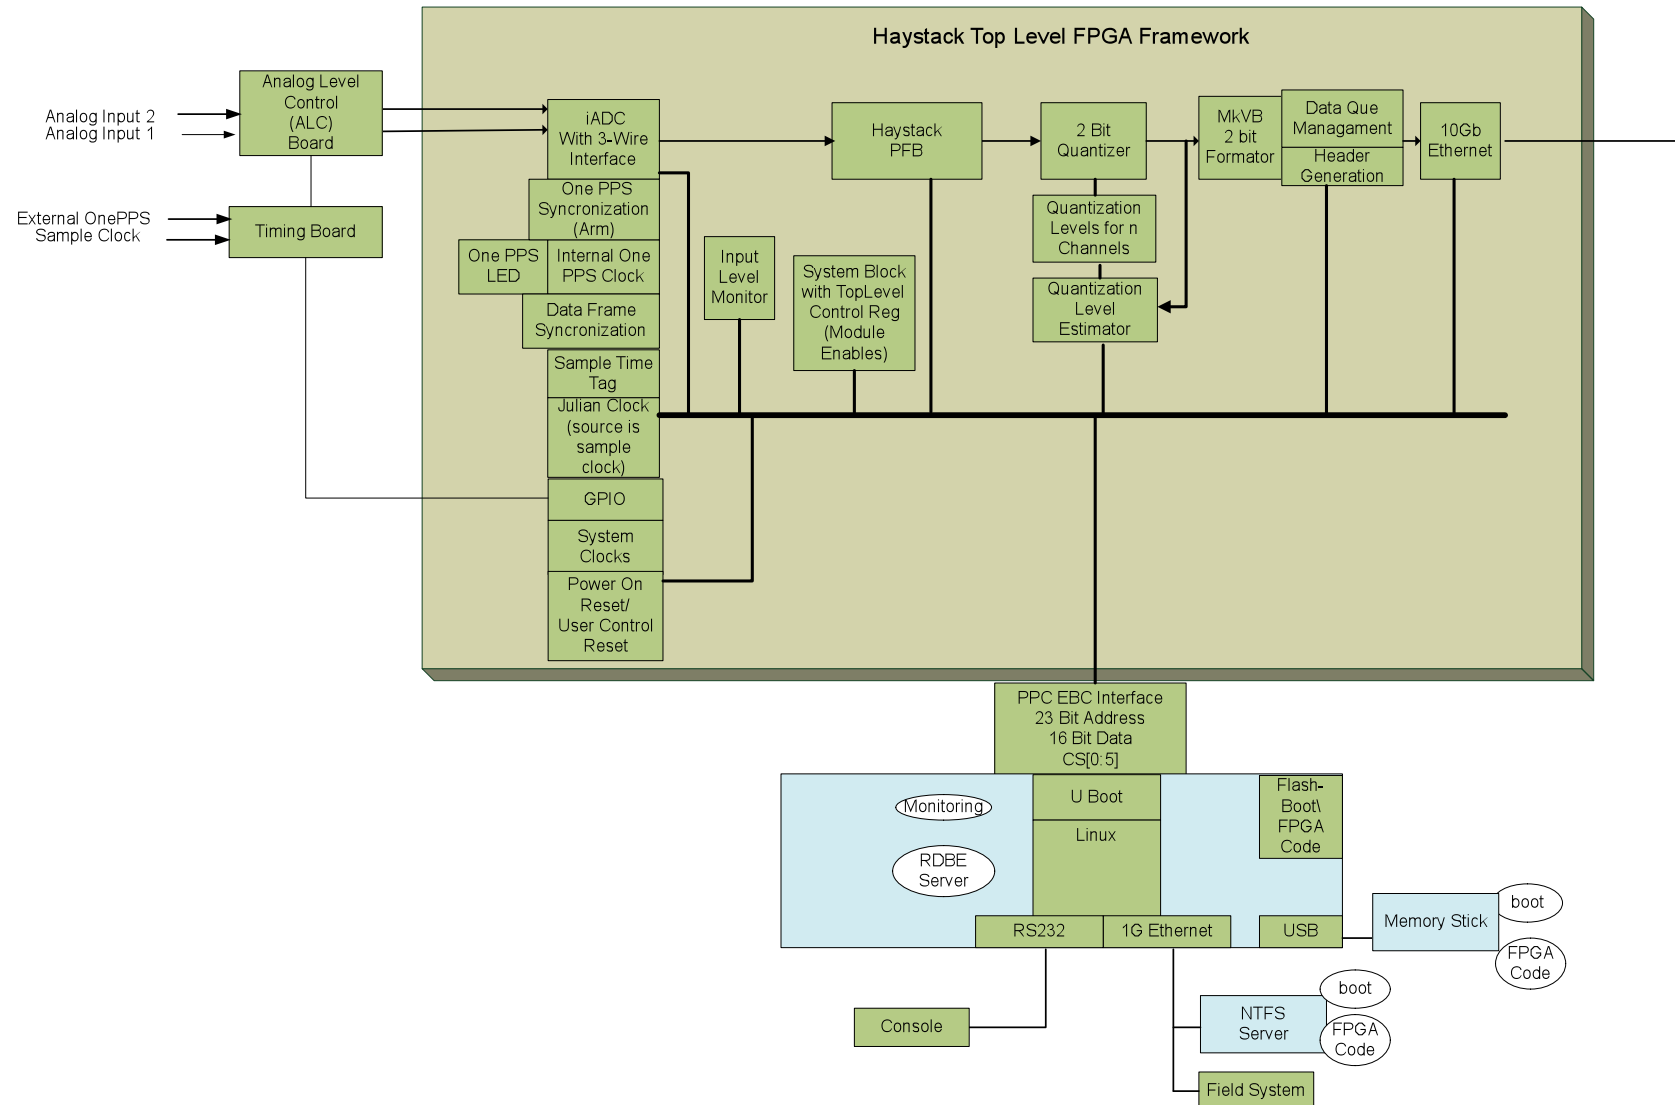 Haystack Top Level FPGA Framework
Analog Input 2
Analog Input 1
Analog Level
Control
(ALC)
Board
External OnePPS
Sample Clock
Timing Board
iADC
With 3-Wire
Interface
One PPS
Syncronization
(Arm)
One PPS
LED
Internal One
PPS Clock
Data Frame
Syncronization
Sample Time
Tag
Julian Clock
(source is
sample
clock)
GPIO
System
Clocks
Power On
Reset/
User Control
Reset
Input
Level
Monitor
System Block
with TopLevel
Control Reg
(Module
Enables)
Haystack
PFB
2 Bit
Quantizer
Quantization
Levels for n
Channels
Quantization
Level
Estimator
MkVB
2 bit
Formator
Data Que
Managament
Header
Generation
10Gb
Ethernet
PPC EBC Interface
23 Bit Address
16 Bit Data
CS[0:5]
Monitoring
RDBE
Server
U Boot
Linux
Flash-
Boot\
FPGA
Code
RS232
1G Ethernet
USB
Memory Stick
boot
FPGA
Code
Console
NTFS
Server
boot
FPGA
Code
Field System